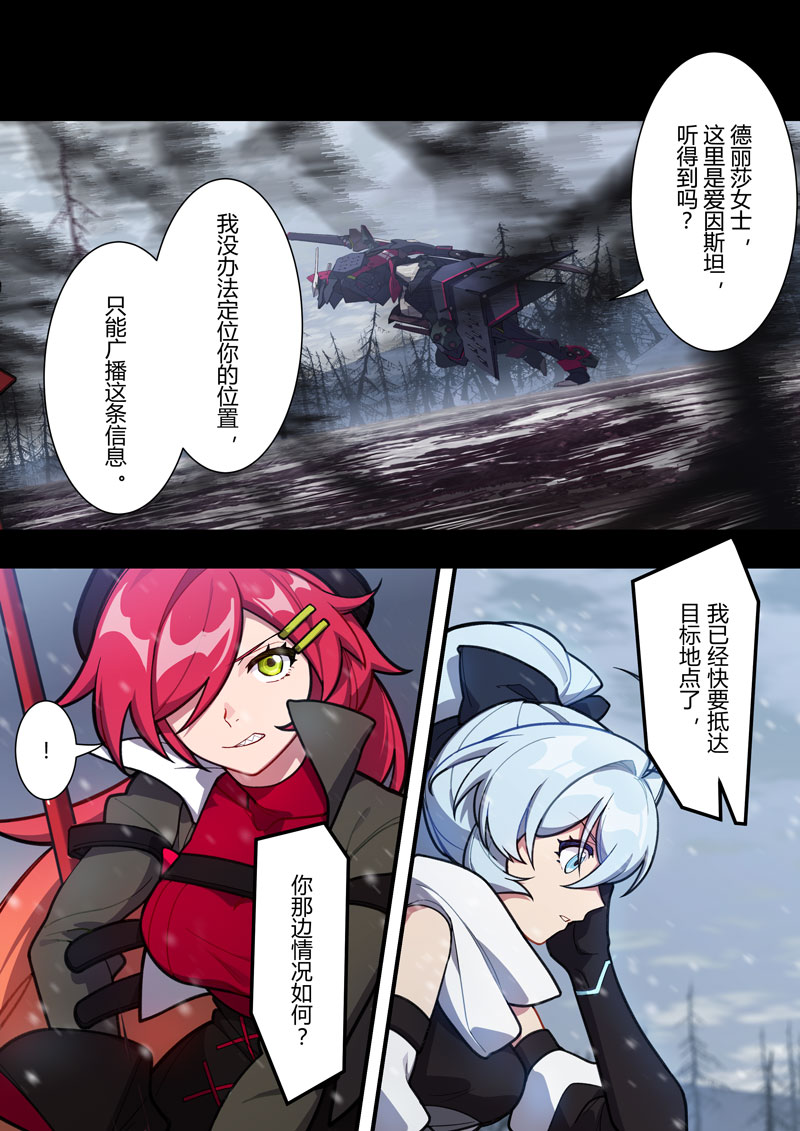 德丽莎女士，
这里是爱因斯坦，
听得到吗？
我没办法定位你的位置，
只能广播这条信息。
我已经快要抵达
目标地点了，
！
你那边情况如何？